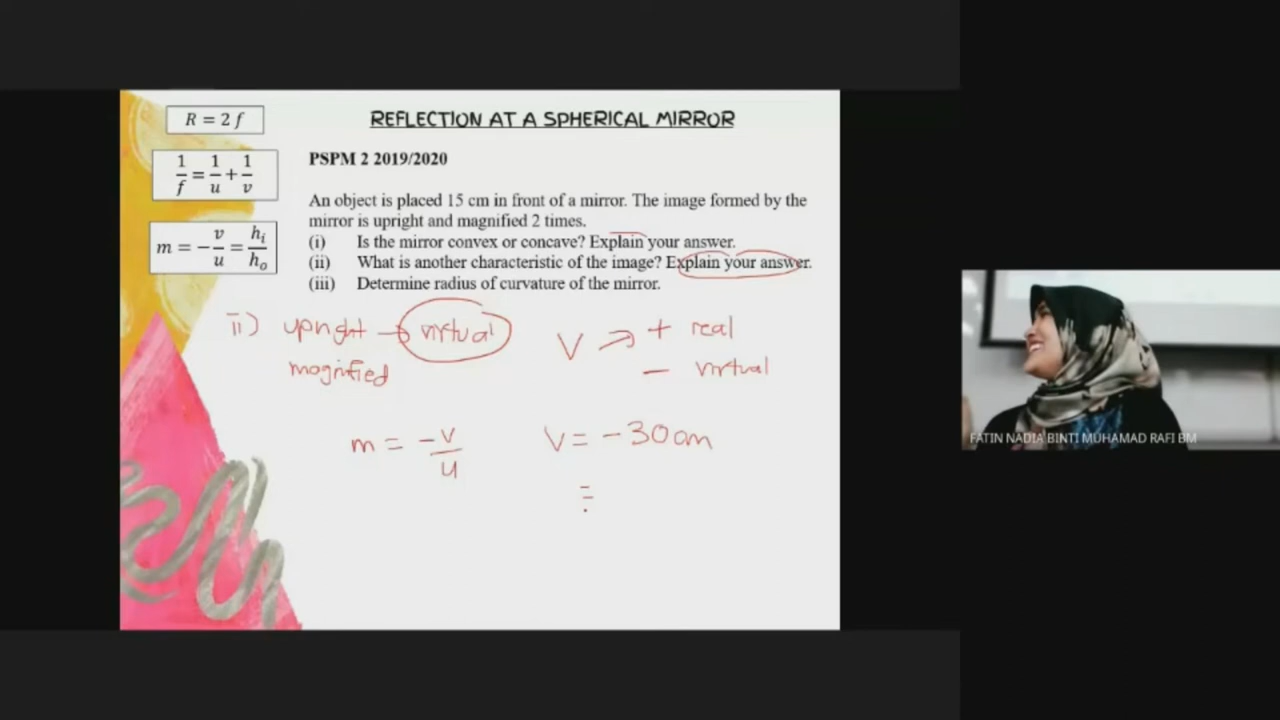 R = 2f
REFLECTION AT A SPHERICAL MIRROR
1/f = 1/u + 1/v
PSPM 2 2019/2020
m = -v/u = hᵢ/hₒ
An object is placed 15 cm in front of a mirror. The image formed by the
mirror is upright and magnified 2 times.
(i) Is the mirror convex or concave? Explain your answer.
(ii) What is another characteristic of the image? Explain your answer.
(iii) Determine radius of curvature of the mirror.
ii) upright → virtual
magnified
V → + real
− virtual
m = -v/u
V = -30cm
FATIN NADIA BINTI MUHAMAD RAFI BM